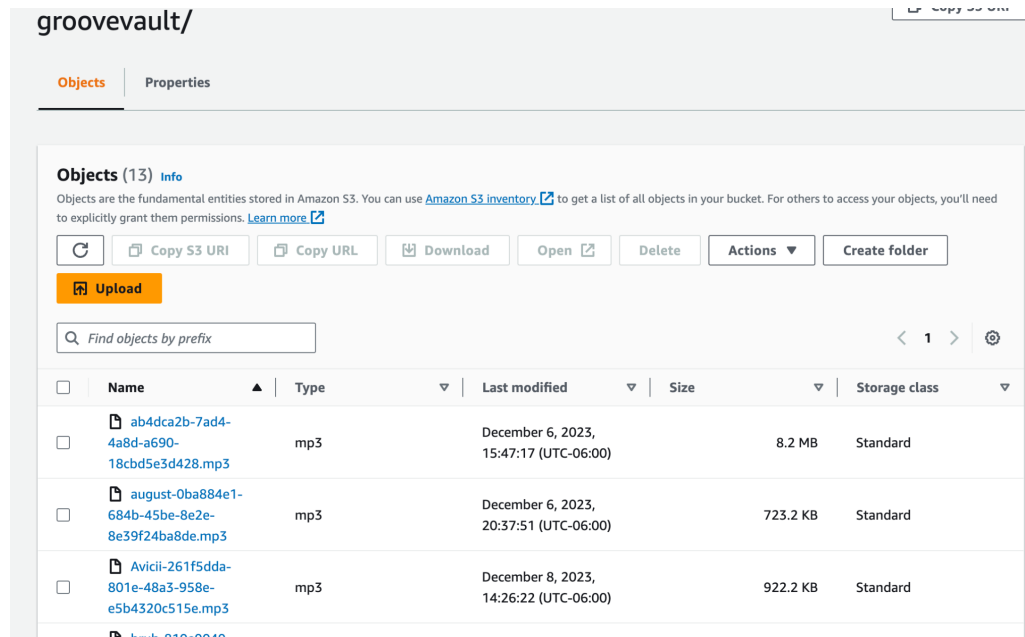 groovevault/
Copy S3 URI
Objects
Properties
Objects (13) Info
Objects are the fundamental entities stored in Amazon S3. You can use Amazon S3 inventory to get a list of all objects in your bucket. For others to access your objects, you'll need
to explicitly grant them permissions. Learn more
Copy S3 URI
Copy URL
Download
Open
Delete
Actions
Create folder
Upload
Find objects by prefix
1
Name
Type
Last modified
Size
Storage class
ab4dca2b-7ad4-
4a8d-a690-
18cbd5e3d428.mp3
mp3
December 6, 2023,
15:47:17 (UTC-06:00)
8.2 MB
Standard
august-0ba884e1-
684b-45be-8e2e-
8e39f24ba8de.mp3
mp3
December 6, 2023,
20:37:51 (UTC-06:00)
723.2 KB
Standard
Avicii-261f5dda-
801e-48a3-958e-
e5b4320c515e.mp3
mp3
December 8, 2023,
14:26:22 (UTC-06:00)
922.2 KB
Standard